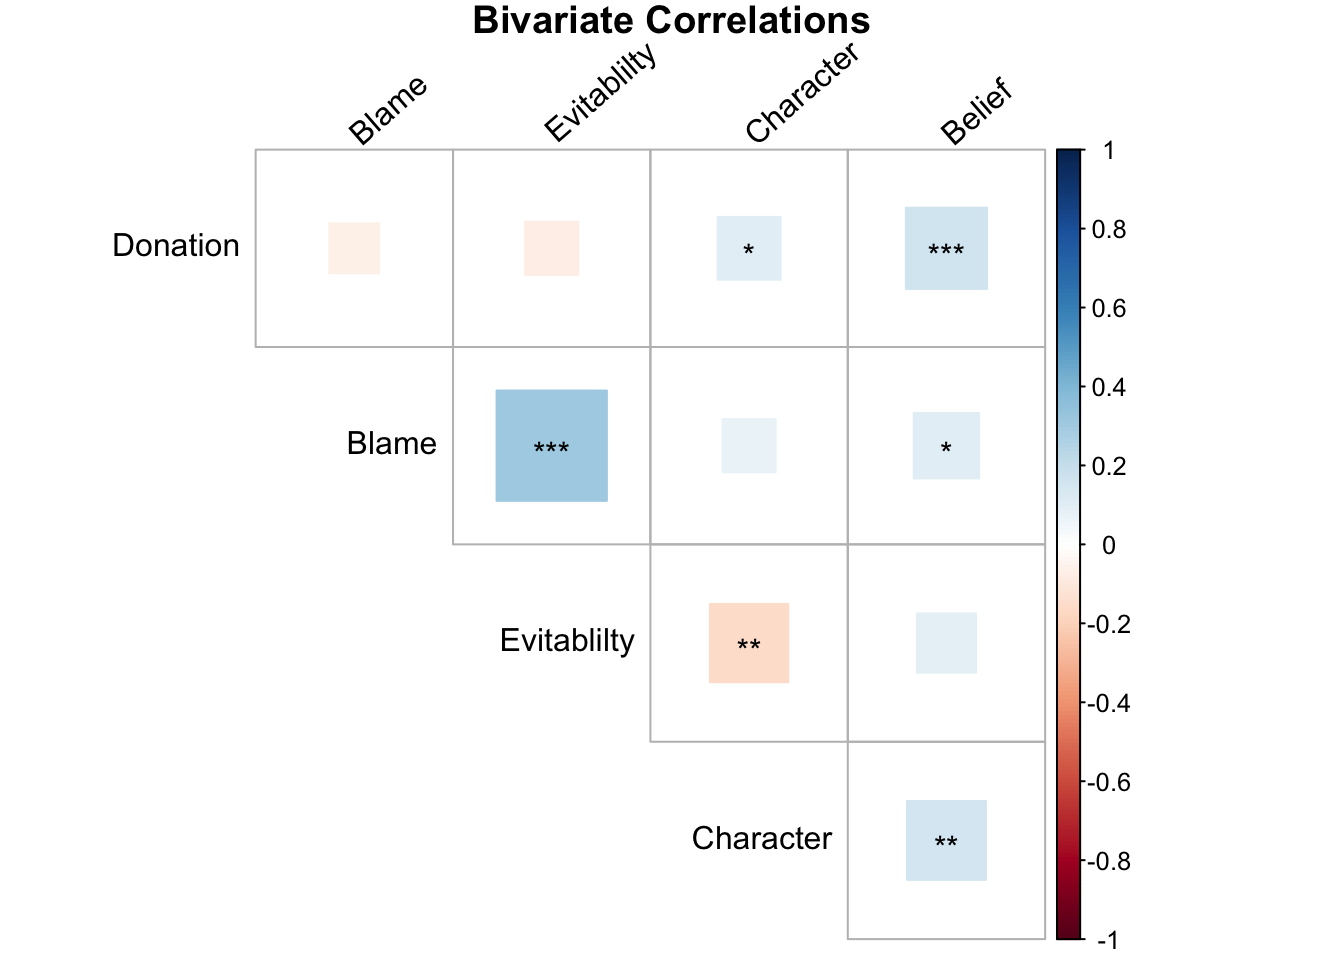 Bivariate Correlations
Blame Evitablilty Character Belief
Donation * ***
Blame *** *
Evitablilty **
Character **
1
0.8
0.6
0.4
0.2
0
-0.2
-0.4
-0.6
-0.8
-1